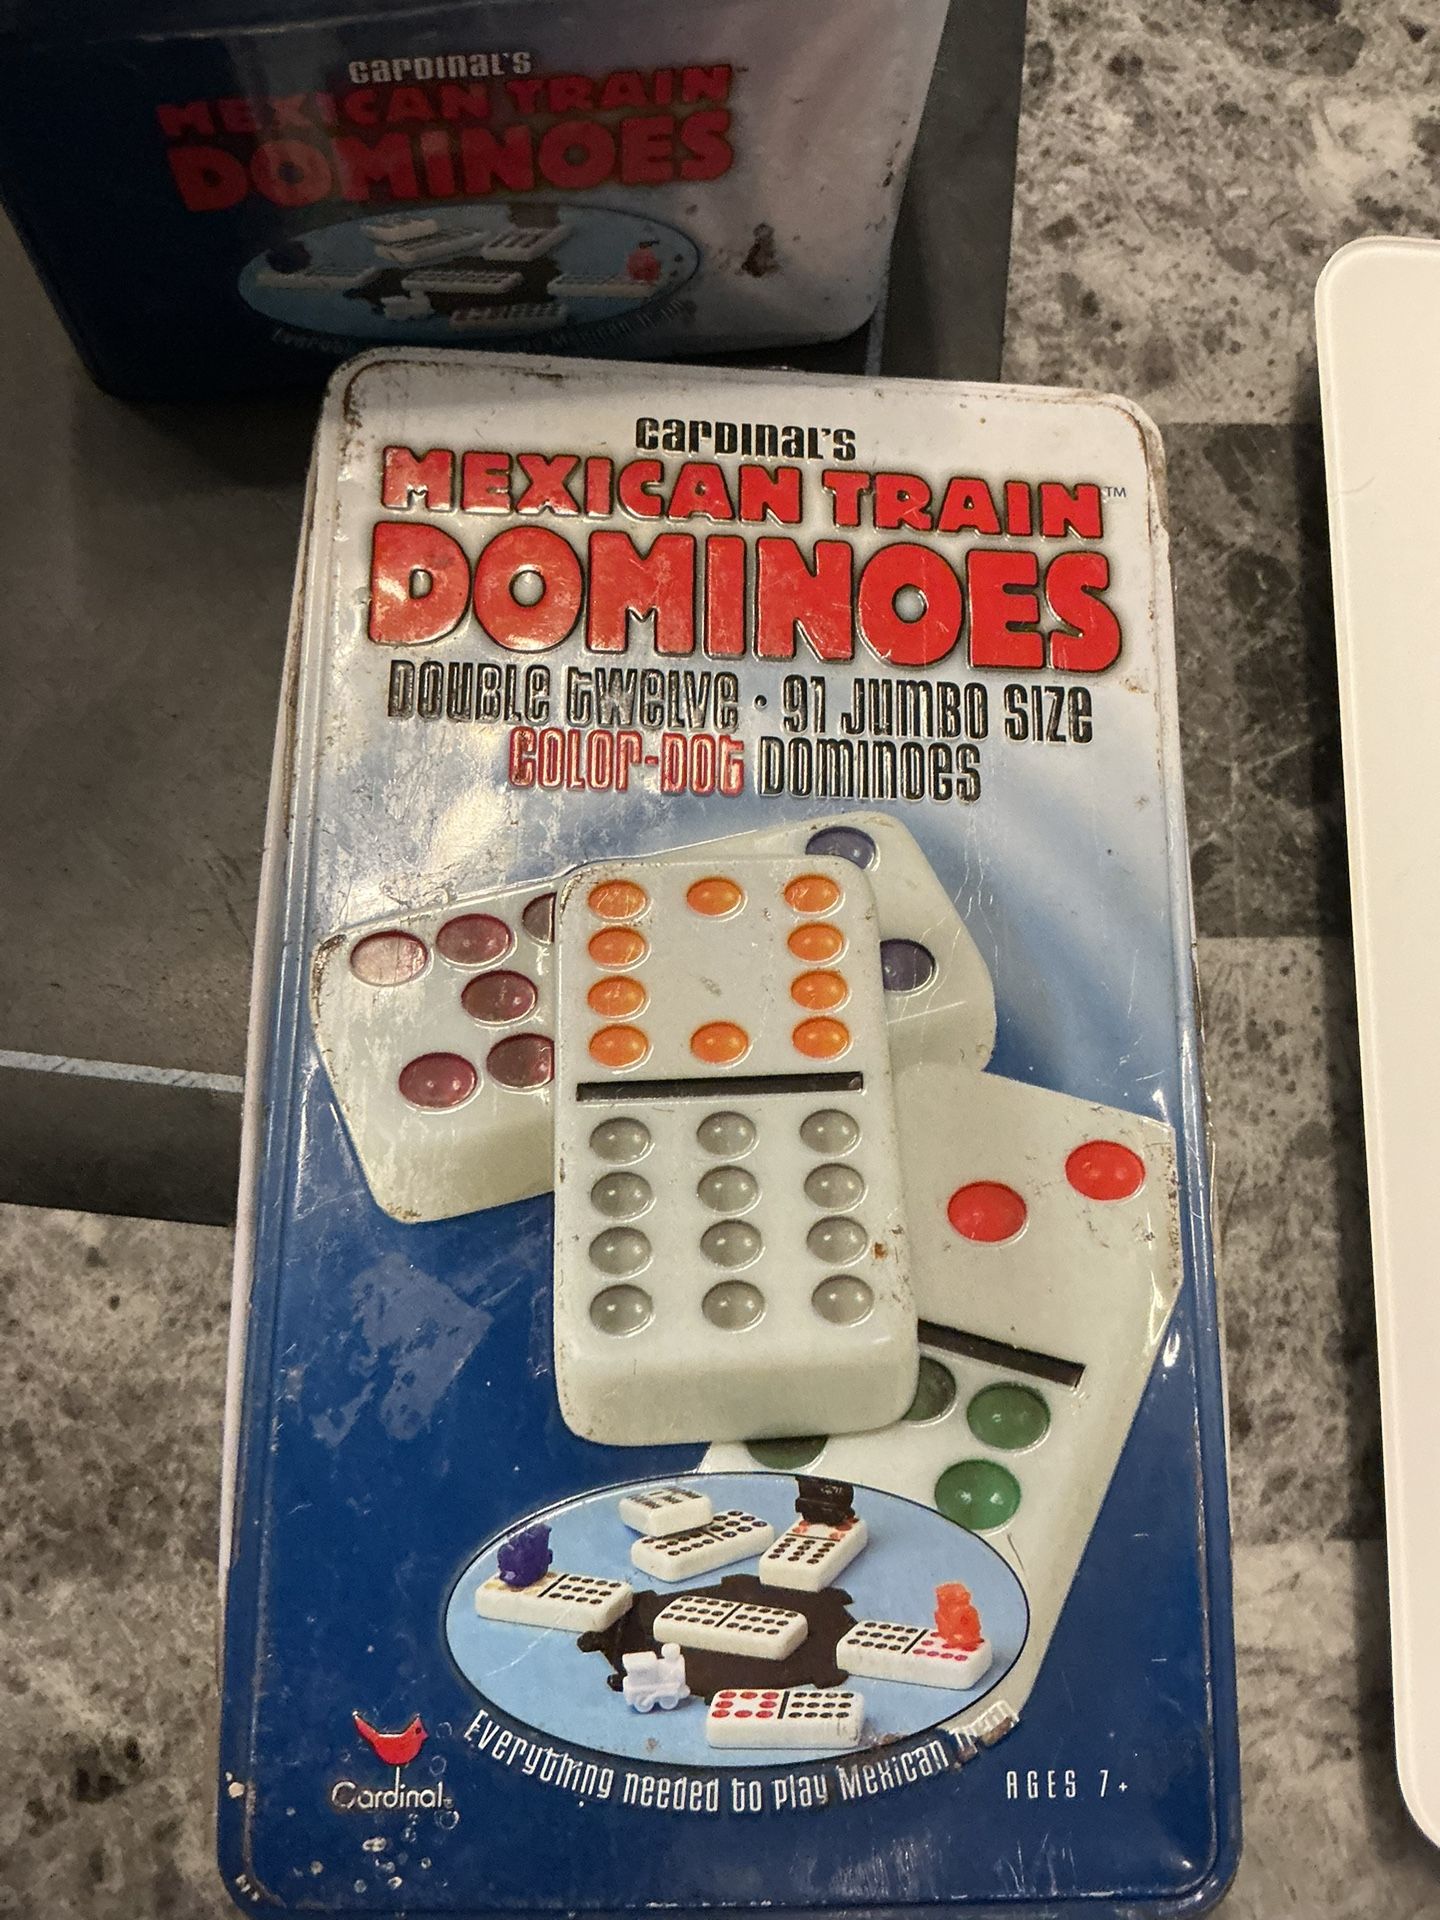 Cardinal's
MEXICAN TRAIN
DOMINOES
Cardinal's
MEXICAN TRAIN™
DOMINOES
DOUBLE TWELVE • 91 JUMBO SIZE
COLOR-DOT DOMINOES
Everything needed to play Mexican Train
Cardinal
AGES 7+